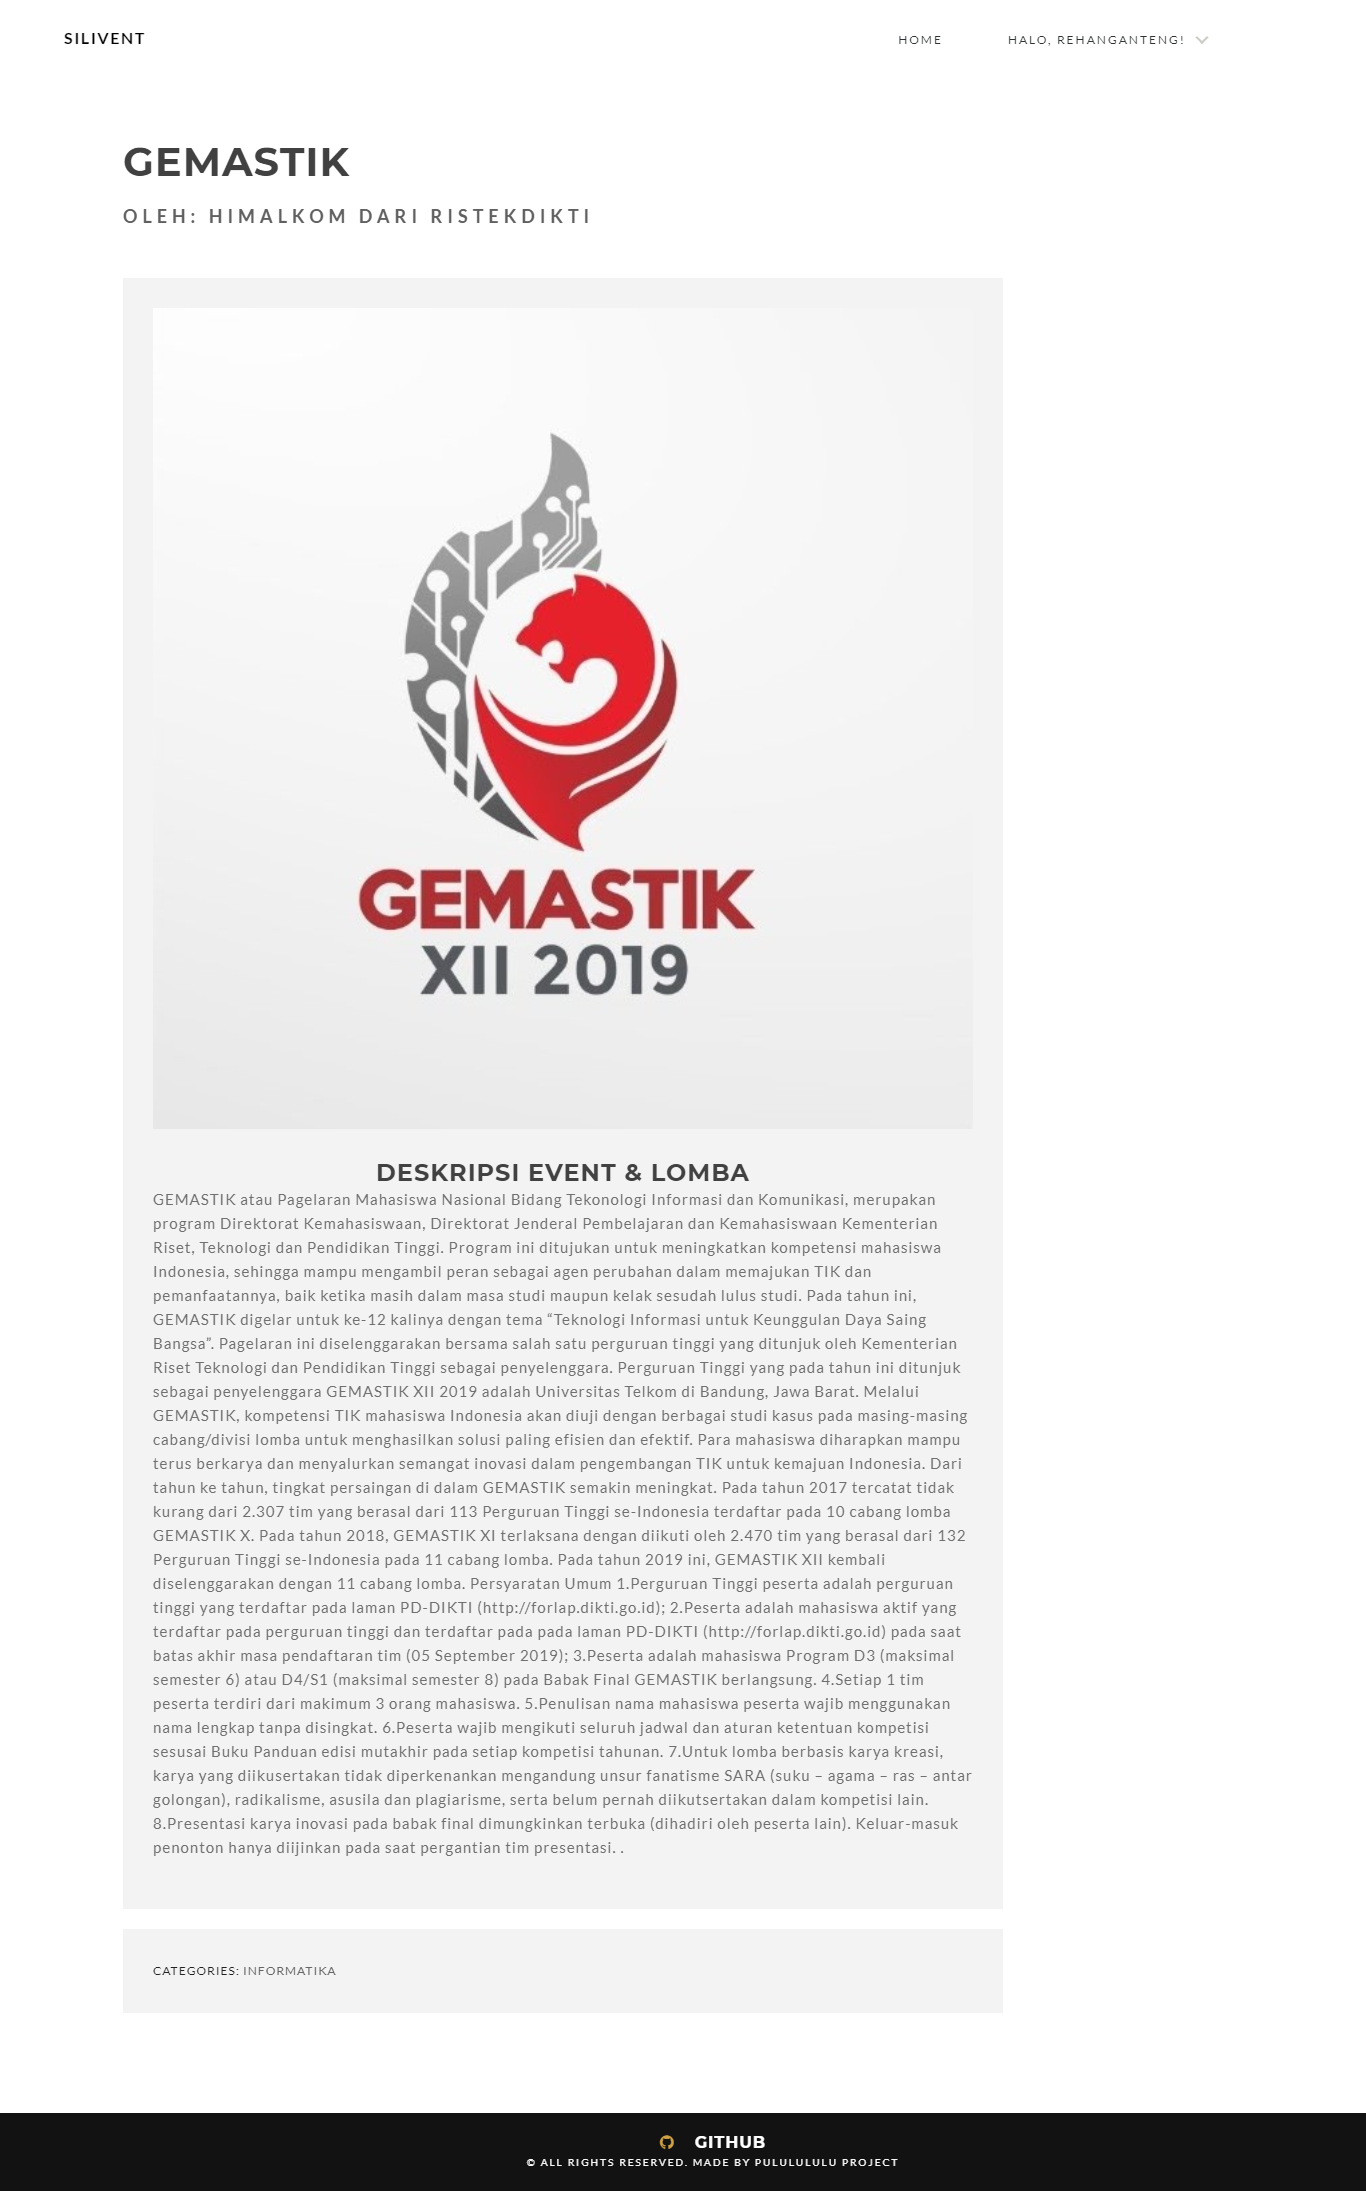 SILIVENT
HOME
HALO, REHANGANTENG!
GEMASTIK
OLEH: HIMALKOM DARI RISTEKDIKTI
GEMASTIK
XII 2019
DESKRIPSI EVENT & LOMBA
GEMASTIK atau Pagelaran Mahasiswa Nasional Bidang Tekonologi Informasi dan Komunikasi, merupakan
program Direktorat Kemahasiswaan, Direktorat Jenderal Pembelajaran dan Kemahasiswaan Kementerian
Riset, Teknologi dan Pendidikan Tinggi. Program ini ditujukan untuk meningkatkan kompetensi mahasiswa
Indonesia, sehingga mampu mengambil peran sebagai agen perubahan dalam memajukan TIK dan
pemanfaatannya, baik ketika masih dalam masa studi maupun kelak sesudah lulus studi. Pada tahun ini,
GEMASTIK digelar untuk ke-12 kalinya dengan tema “Teknologi Informasi untuk Keunggulan Daya Saing
Bangsa”. Pagelaran ini diselenggarakan bersama salah satu perguruan tinggi yang ditunjuk oleh Kementerian
Riset Teknologi dan Pendidikan Tinggi sebagai penyelenggara. Perguruan Tinggi yang pada tahun ini ditunjuk
sebagai penyelenggara GEMASTIK XII 2019 adalah Universitas Telkom di Bandung, Jawa Barat. Melalui
GEMASTIK, kompetensi TIK mahasiswa Indonesia akan diuji dengan berbagai studi kasus pada masing-masing
cabang/divisi lomba untuk menghasilkan solusi paling efisien dan efektif. Para mahasiswa diharapkan mampu
terus berkarya dan menyalurkan semangat inovasi dalam pengembangan TIK untuk kemajuan Indonesia. Dari
tahun ke tahun, tingkat persaingan di dalam GEMASTIK semakin meningkat. Pada tahun 2017 tercatat tidak
kurang dari 2.307 tim yang berasal dari 113 Perguruan Tinggi se-Indonesia terdaftar pada 10 cabang lomba
GEMASTIK X. Pada tahun 2018, GEMASTIK XI terlaksana dengan diikuti oleh 2.470 tim yang berasal dari 132
Perguruan Tinggi se-Indonesia pada 11 cabang lomba. Pada tahun 2019 ini, GEMASTIK XII kembali
diselenggarakan dengan 11 cabang lomba. Persyaratan Umum 1.Perguruan Tinggi peserta adalah perguruan
tinggi yang terdaftar pada laman PD-DIKTI (http://forlap.dikti.go.id); 2.Peserta adalah mahasiswa aktif yang
terdaftar pada perguruan tinggi dan terdaftar pada pada laman PD-DIKTI (http://forlap.dikti.go.id) pada saat
batas akhir masa pendaftaran tim (05 September 2019); 3.Peserta adalah mahasiswa Program D3 (maksimal
semester 6) atau D4/S1 (maksimal semester 8) pada Babak Final GEMASTIK berlangsung. 4.Setiap 1 tim
peserta terdiri dari makimum 3 orang mahasiswa. 5.Penulisan nama mahasiswa peserta wajib menggunakan
nama lengkap tanpa disingkat. 6.Peserta wajib mengikuti seluruh jadwal dan aturan ketentuan kompetisi
sesusai Buku Panduan edisi mutakhir pada setiap kompetisi tahunan. 7.Untuk lomba berbasis karya kreasi,
karya yang diikusertakan tidak diperkenankan mengandung unsur fanatisme SARA (suku – agama – ras – antar
golongan), radikalisme, asusila dan plagiarisme, serta belum pernah diikutsertakan dalam kompetisi lain.
8.Presentasi karya inovasi pada babak final dimungkinkan terbuka (dihadiri oleh peserta lain). Keluar-masuk
penonton hanya diijinkan pada saat pergantian tim presentasi. .
CATEGORIES: INFORMATIKA
GITHUB
© ALL RIGHTS RESERVED. MADE BY PULULULULU PROJECT